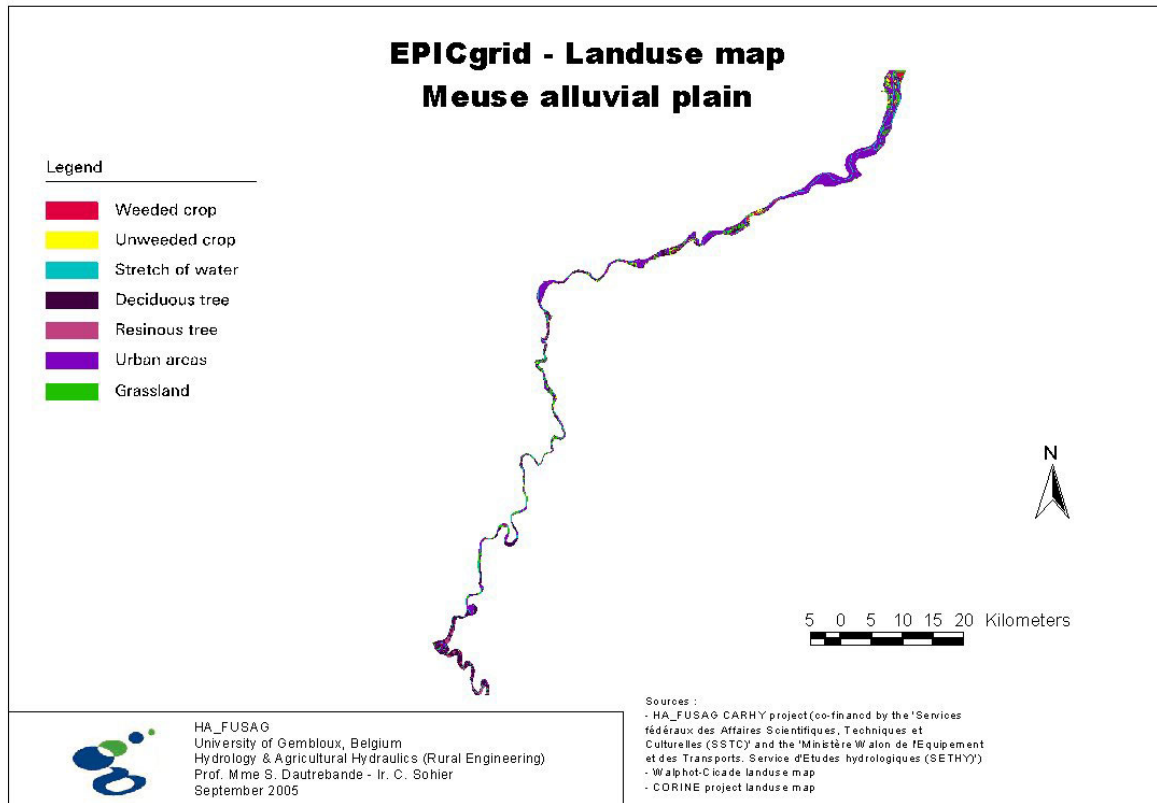 EPICgrid - Landuse map
Meuse alluvial plain
Legend
Weeded crop
Unweeded crop
Stretch of water
Deciduous tree
Resinous tree
Urban areas
Grassland
N
5 0 5 10 15 20 Kilometers
HA_FUSAG
University of Gembloux, Belgium
Hydrology & Agricultural Hydraulics (Rural Engineering)
Prof. Mme S. Dautrebande - Ir. C. Sohier
September 2005
Sources :
- HA_FUSAG CARHY project (co-financd by the 'Services
fédéraux des Affaires Scientifiques, Techniques et
Culturelles (SSTC)' and the 'Ministère Walon de l'Equipement
et des Transports. Service d'Etudes hydrologiques (SETHY)')
- Walphot-Cicade landuse map
- CORINE project landuse map